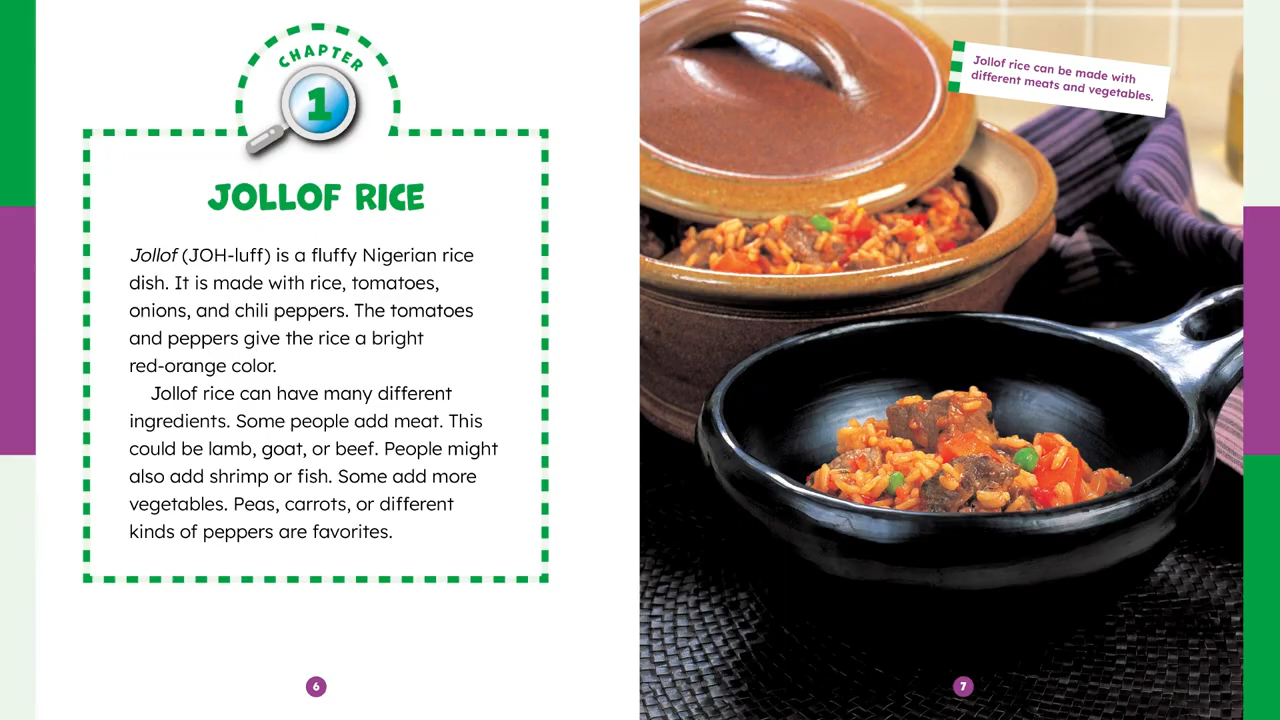 CHAPTER
1
JOLLOF RICE
Jollof (JOH-luff) is a fluffy Nigerian rice
dish. It is made with rice, tomatoes,
onions, and chili peppers. The tomatoes
and peppers give the rice a bright
red-orange color.
Jollof rice can have many different
ingredients. Some people add meat. This
could be lamb, goat, or beef. People might
also add shrimp or fish. Some add more
vegetables. Peas, carrots, or different
kinds of peppers are favorites.
6
Jollof rice can be made with
different meats and vegetables.
7